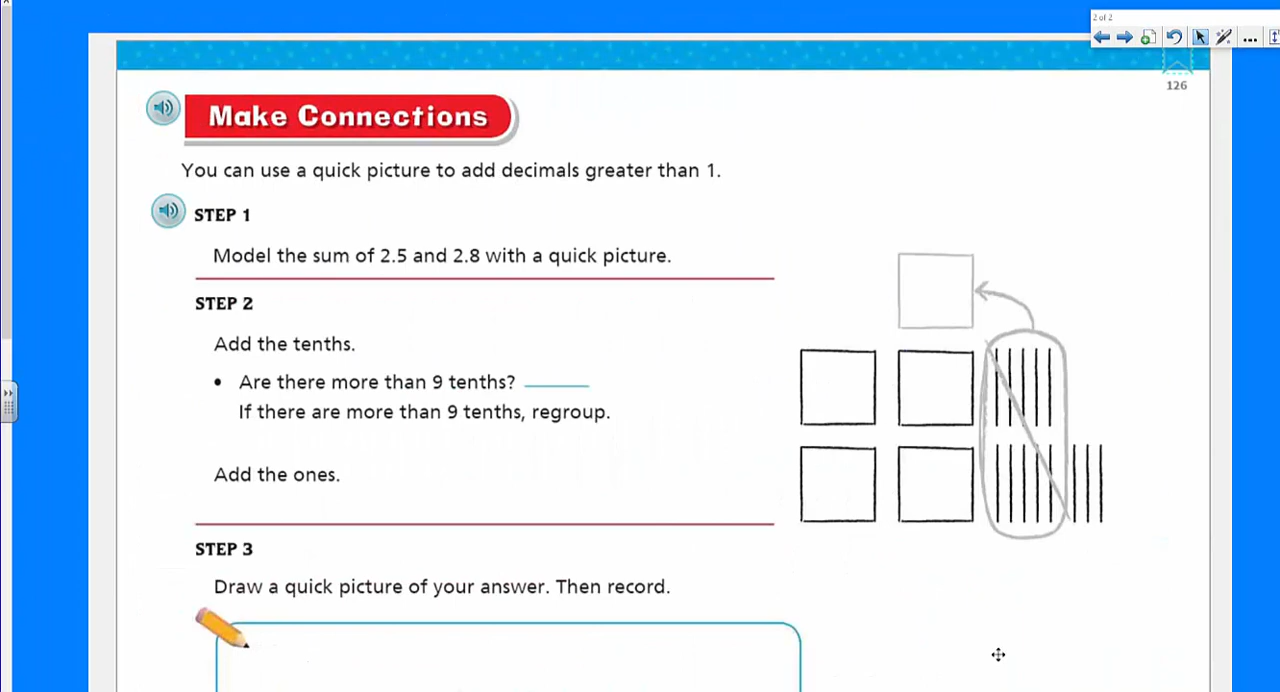 2 of 2
126
Make Connections
You can use a quick picture to add decimals greater than 1.
STEP 1
Model the sum of 2.5 and 2.8 with a quick picture.
STEP 2
Add the tenths.
• Are there more than 9 tenths?
If there are more than 9 tenths, regroup.
Add the ones.
STEP 3
Draw a quick picture of your answer. Then record.